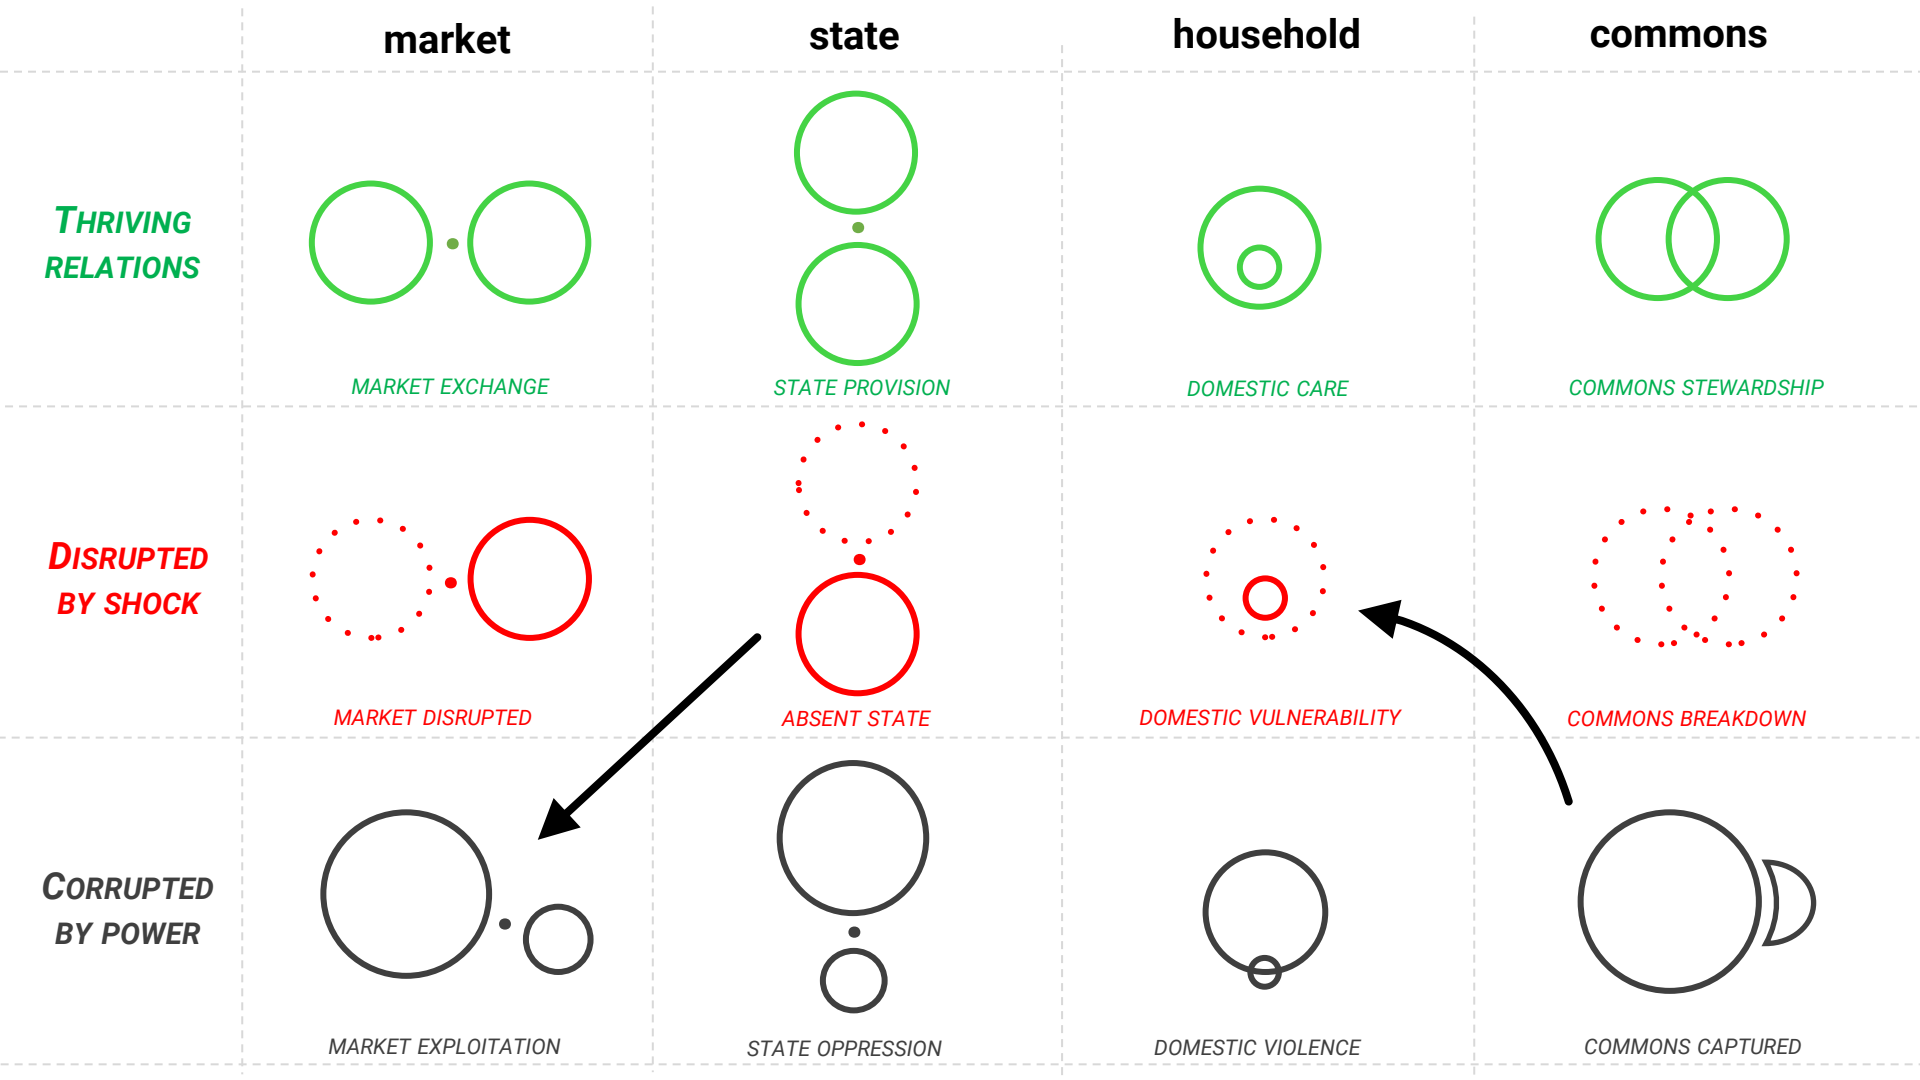 market
state
household
commons
THRIVING
RELATIONS
MARKET EXCHANGE
STATE PROVISION
DOMESTIC CARE
COMMONS STEWARDSHIP
DISRUPTED
BY SHOCK
MARKET DISRUPTED
ABSENT STATE
DOMESTIC VULNERABILITY
COMMONS BREAKDOWN
CORRUPTED
BY POWER
MARKET EXPLOITATION
STATE OPPRESSION
DOMESTIC VIOLENCE
COMMONS CAPTURED